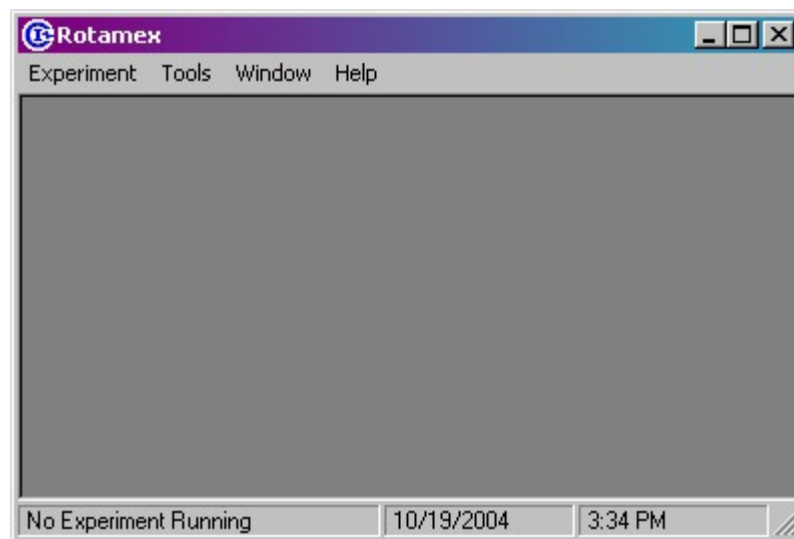 Rotamex
Experiment Tools Window Help
No Experiment Running 10/19/2004 3:34 PM